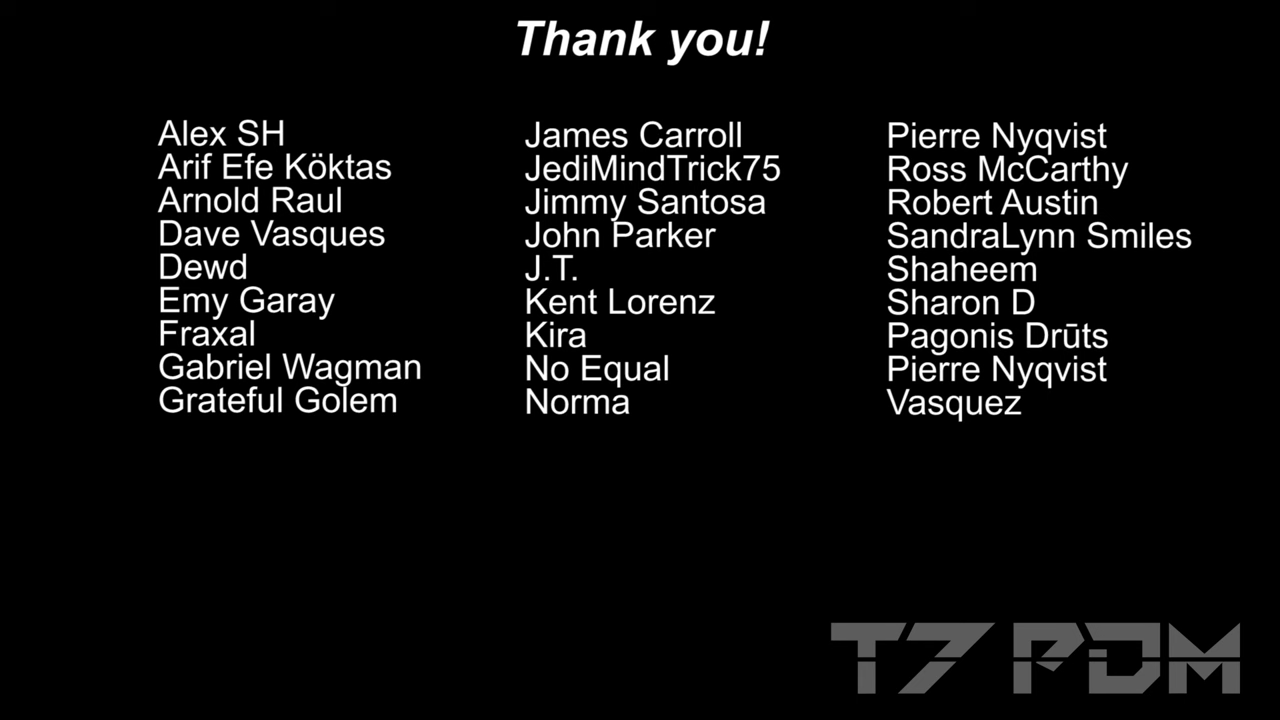 Thank you!
Alex SH
Arif Efe Köktas
Arnold Raul
Dave Vasques
Dewd
Emy Garay
Fraxal
Gabriel Wagman
Grateful Golem
James Carroll
JediMindTrick75
Jimmy Santosa
John Parker
J.T.
Kent Lorenz
Kira
No Equal
Norma
Pierre Nyqvist
Ross McCarthy
Robert Austin
SandraLynn Smiles
Shaheem
Sharon D
Pagonis Drūts
Pierre Nyqvist
Vasquez
T7 PDM